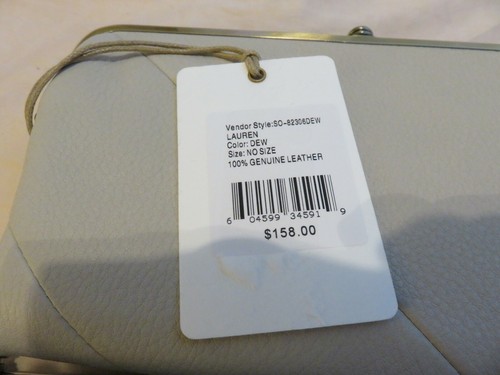 Vendor Style:SO-82306DEW
LAUREN
Color: DEW
Size: NO SIZE
100% GENUINE LEATHER
6 04599 34591 9
$158.00